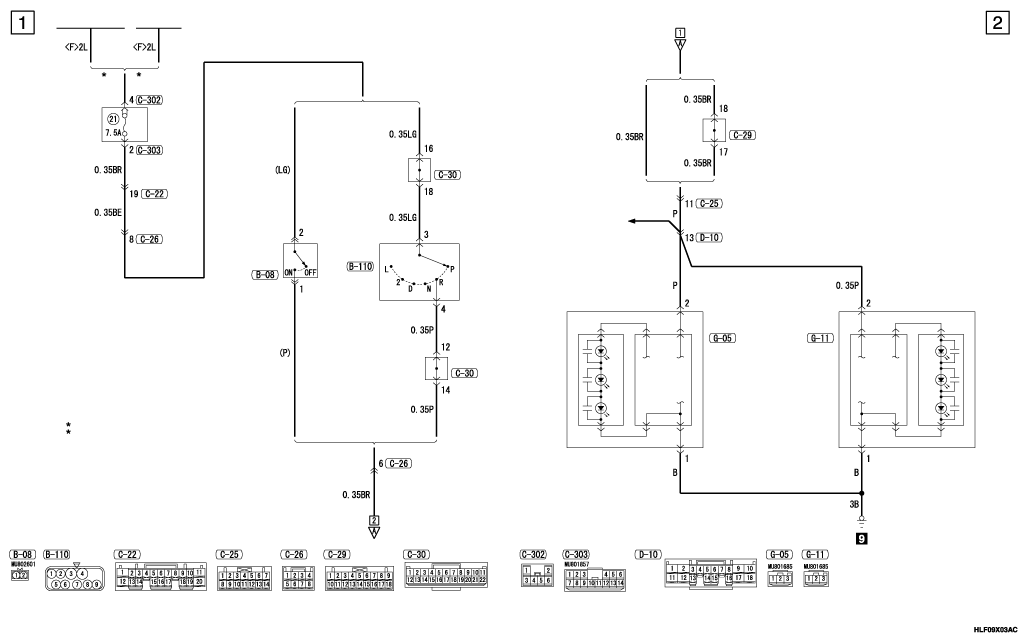 1
2
<F>2L
<F>2L
* *
4 C-302
21
7.5A
2 C-303
0.35BR
19 C-22
0.35BE
8 C-26
(LG)
0.35LG
16
C-30
18
0.35LG
2
3
B-08
ON OFF
1
B-110
L 2 D N R P
4
(P)
0.35P
12
C-30
14
0.35P
6 C-26
0.35BR
2
A
*
*
1
A
0.35BR
0.35BR
18
C-29
17
0.35BR
11 C-25
P
13 D-10
P
0.35P
2
2
G-05
G-11
1
1
B
B
3B
9
B-08
MU802601
1 2
B-110
1 2 3 4
5 6 7 8 9
C-22
1 2 3 4 5 6 7 8 9 10 11
12 13 14 15 16 17 18 19 20
C-25
1 2 3 4 5 6 7
8 9 10 11 12 13 14
C-26
1 2 3 4
5 6 7 8
C-29
1 2 3 4 5 6 7 8 9
10 11 12 13 14 15 16 17 18
C-30
1 2 3 4 5 6 7 8 9 10 11
12 13 14 15 16 17 18 19 20 21 22
C-302
1 2
3 4 5 6
C-303
MU801857
1 2 3 4 5 6
7 8 9 10 11 12 13 14
D-10
1 2 3 4 5 6 7 8 9 10
11 12 13 14 15 16 17 18
G-05
MU801685
1 2 3
G-11
MU801685
1 2 3
HLF09X03AC